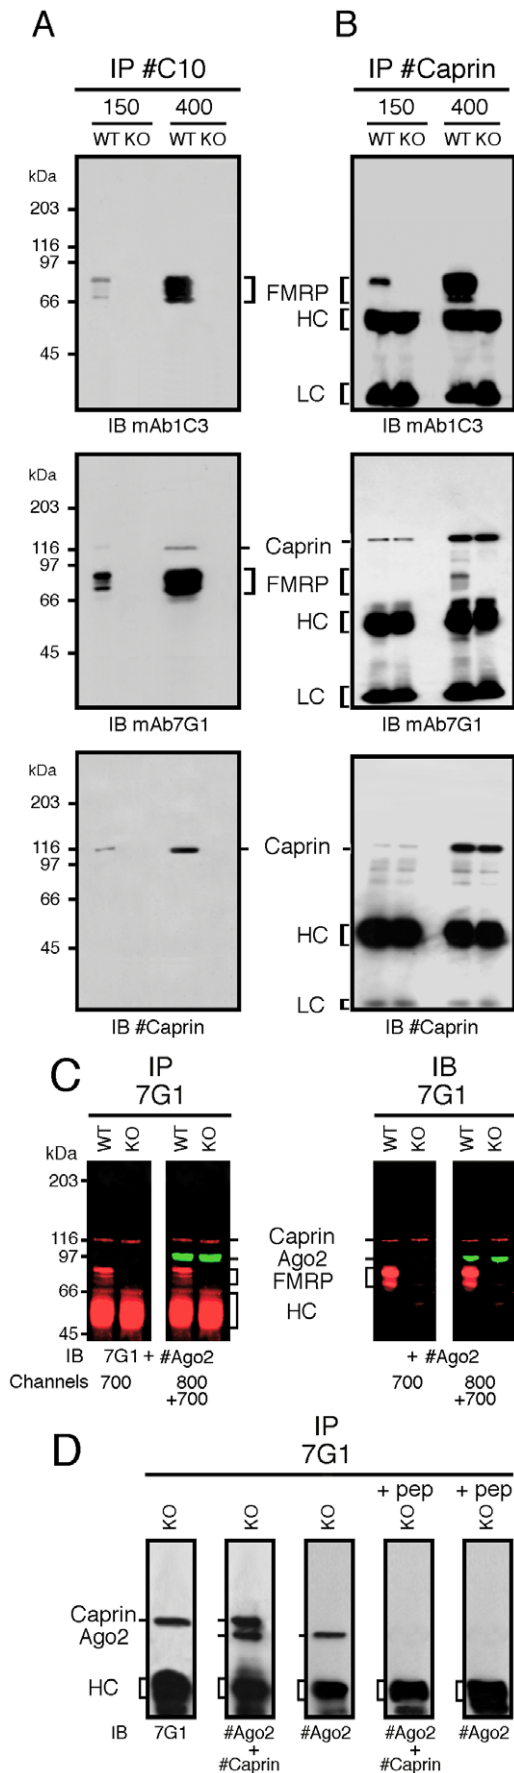 A
B
IP #C10
IP #Caprin
150 400
150 400
WT KO WT KO
WT KO WT KO
kDa
203
116
97
66
45
FMRP
HC
LC
IB mAb1C3
IB mAb1C3
kDa
203
116
97
66
45
Caprin
FMRP
HC
LC
IB mAb7G1
IB mAb7G1
kDa
203
116
97
66
45
Caprin
HC
LC
IB #Caprin
IB #Caprin
C
IP
7G1
IB
7G1
WT KO WT KO
WT KO WT KO
kDa
203
116
97
66
45
Caprin
Ago2
FMRP
HC
IB 7G1 + #Ago2
+ #Ago2
Channels 700 800
+700
700 800
+700
D
IP
7G1
+ pep + pep
KO KO KO KO KO
Caprin
Ago2
HC
IB 7G1 #Ago2
+
#Caprin
#Ago2
#Ago2
+
#Caprin
#Ago2